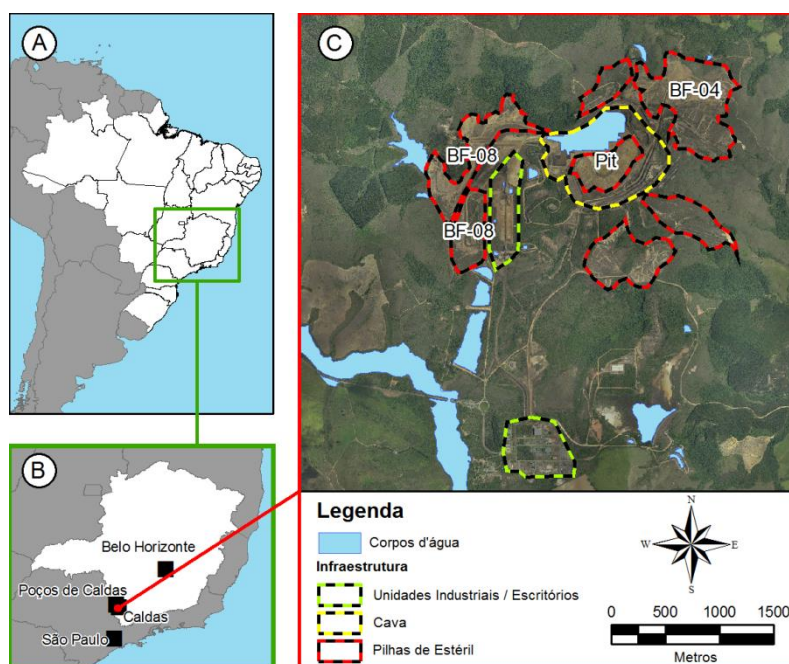 A
C
BF-04
BF-08
Pit
BF-08
B
Belo Horizonte
Poços de Caldas
Caldas
São Paulo
Legenda
Corpos d'água
Infraestrutura
Unidades Industriais / Escritórios
Cava
Pilhas de Estéril
N
W E
S
0 250 500 1000 1500
Metros